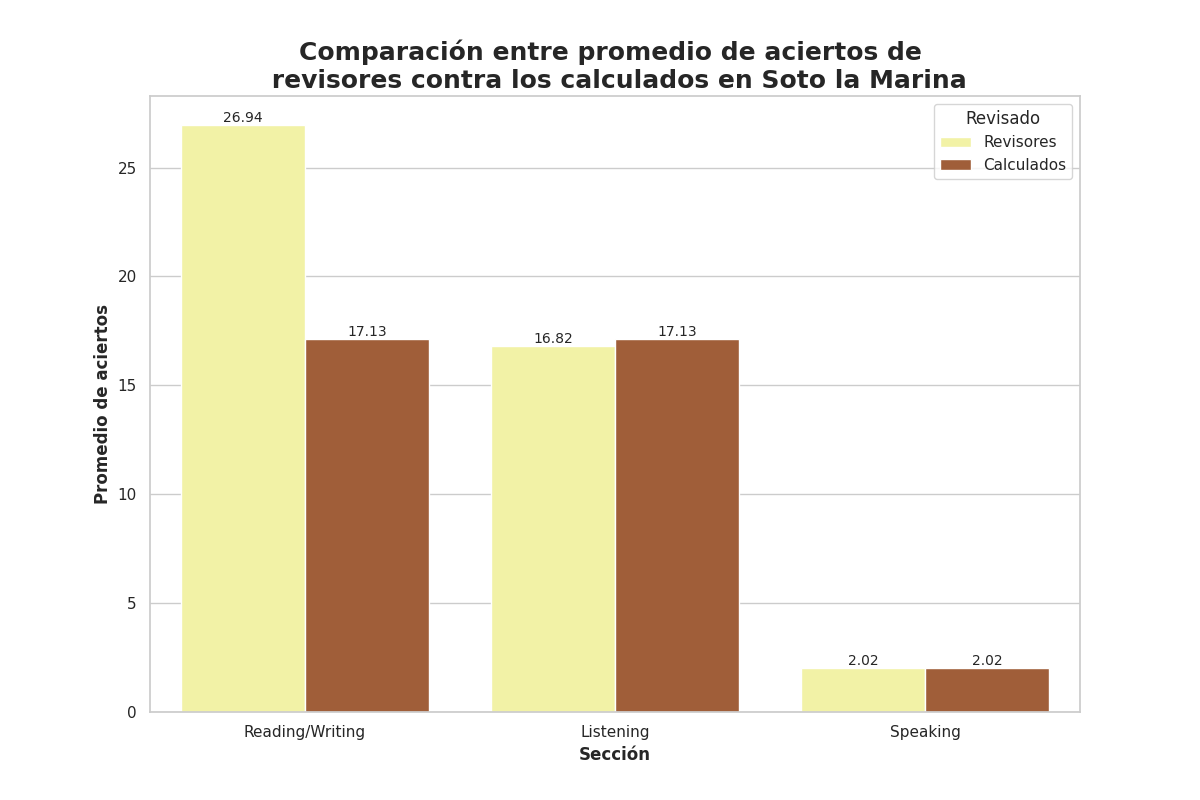 Comparación entre promedio de aciertos de
revisores contra los calculados en Soto la Marina
Revisado
Revisores
Calculados
26.94
17.13
16.82
17.13
2.02
2.02
25
20
15
10
5
0
Promedio de aciertos
Reading/Writing
Listening
Speaking
Sección